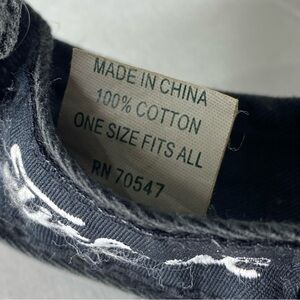 MADE IN CHINA
100% COTTON
ONE SIZE FITS ALL
RN 70547